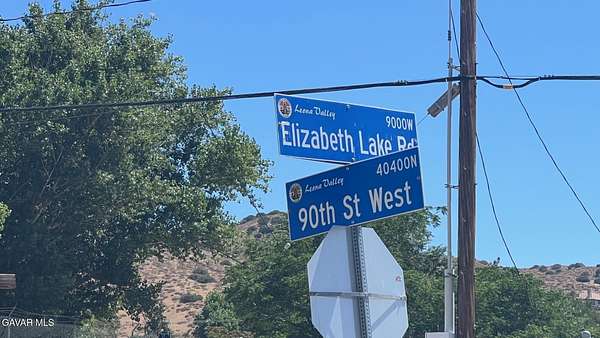 Leona Valley
9000W
Elizabeth Lake Rd
Leona Valley
40400N
90th St West
GAVAR MLS